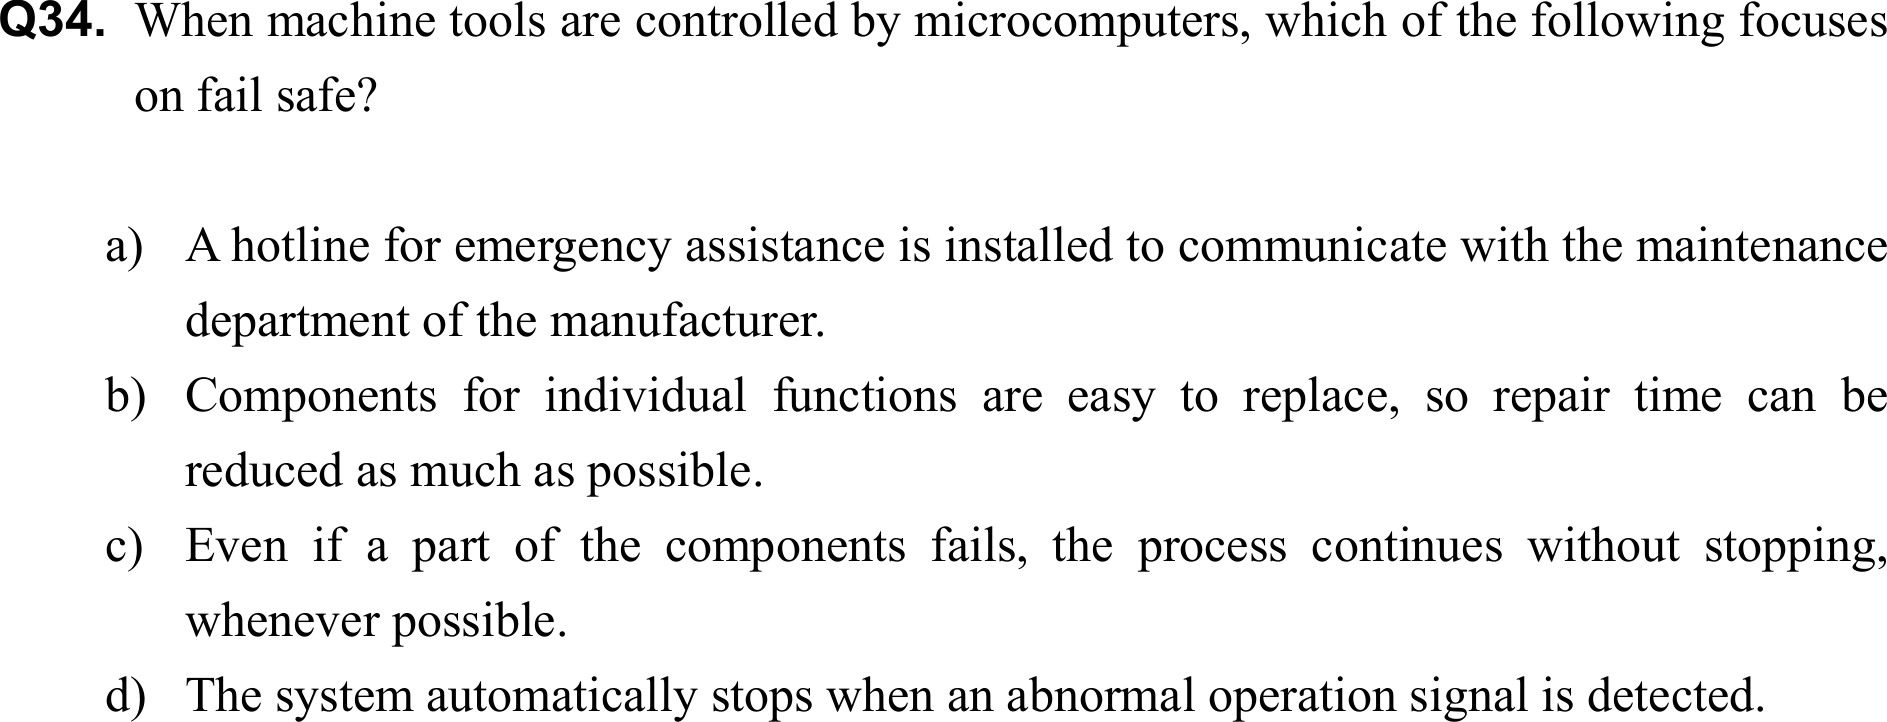 Q34. When machine tools are controlled by microcomputers, which of the following focuses
on fail safe?
a) A hotline for emergency assistance is installed to communicate with the maintenance
department of the manufacturer.
b) Components for individual functions are easy to replace, so repair time can be
reduced as much as possible.
c) Even if a part of the components fails, the process continues without stopping,
whenever possible.
d) The system automatically stops when an abnormal operation signal is detected.